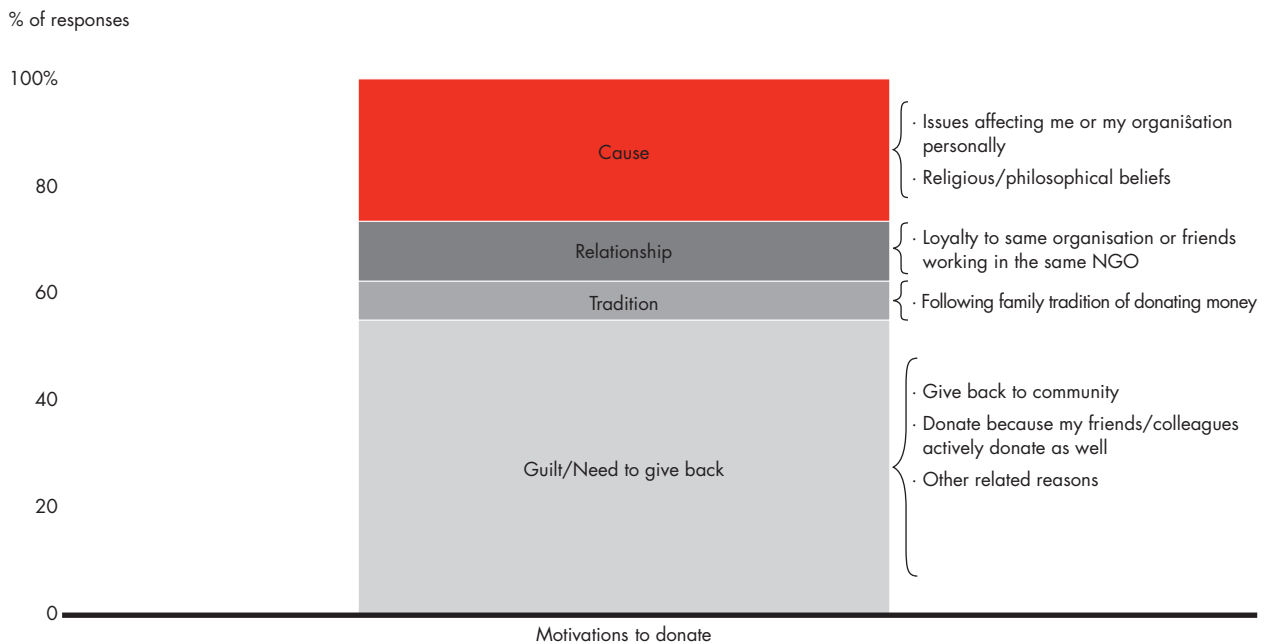 % of responses
100%
80
60
40
20
0
Cause
Relationship
Tradition
Guilt/Need to give back
· Issues affecting me or my organisation
personally
· Religious/philosophical beliefs
· Loyalty to same organisation or friends
working in the same NGO
· Following family tradition of donating money
· Give back to community
· Donate because my friends/colleagues
actively donate as well
· Other related reasons
Motivations to donate